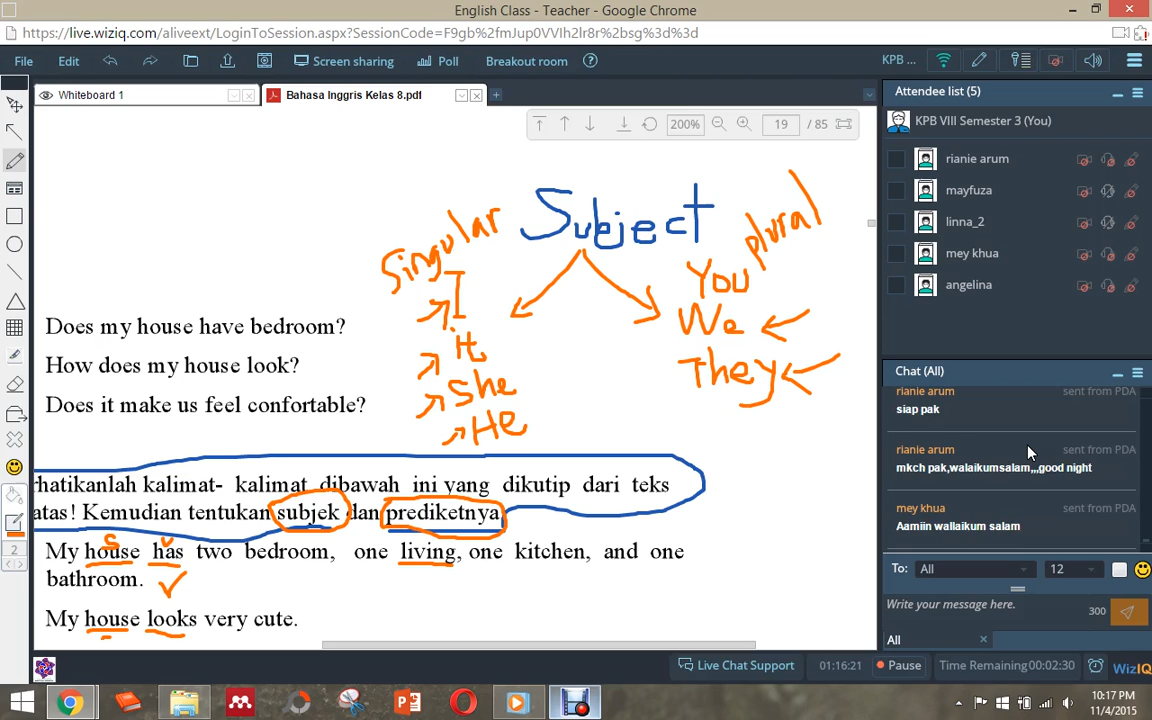 English Class - Teacher - Google Chrome
https://live.wiziq.com/aliveext/LoginToSession.aspx?SessionCode=F9gb%2fmJup0VVIh2lr8r%2bsg%3d%3d
File Edit Screen sharing Poll Breakout room ? KPB ...
Whiteboard 1
Bahasa Inggris Kelas 8.pdf
200% 19 / 85
Subject
Singular
plural
I
it
She
He
You
We
They
Does my house have bedroom?
How does my house look?
Does it make us feel confortable?
rhatikanlah kalimat- kalimat dibawah ini yang dikutip dari teks
atas! Kemudian tentukan subjek dan prediketnya.
S v
My house has two bedroom, one living, one kitchen, and one
bathroom.
My house looks very cute.
2
Attendee list (5)
KPB VIII Semester 3 (You)
rianie arum
mayfuza
linna_2
mey khua
angelina
Chat (All)
rianie arum sent from PDA
siap pak
rianie arum sent from PDA
mkch pak,walaikumsalam,,,good night
mey khua sent from PDA
Aamiin wallaikum salam
To: All 12
Write your message here. 300
All
Live Chat Support 01:16:21 Pause Time Remaining 00:02:30 WizIQ
10:17 PM
11/4/2015